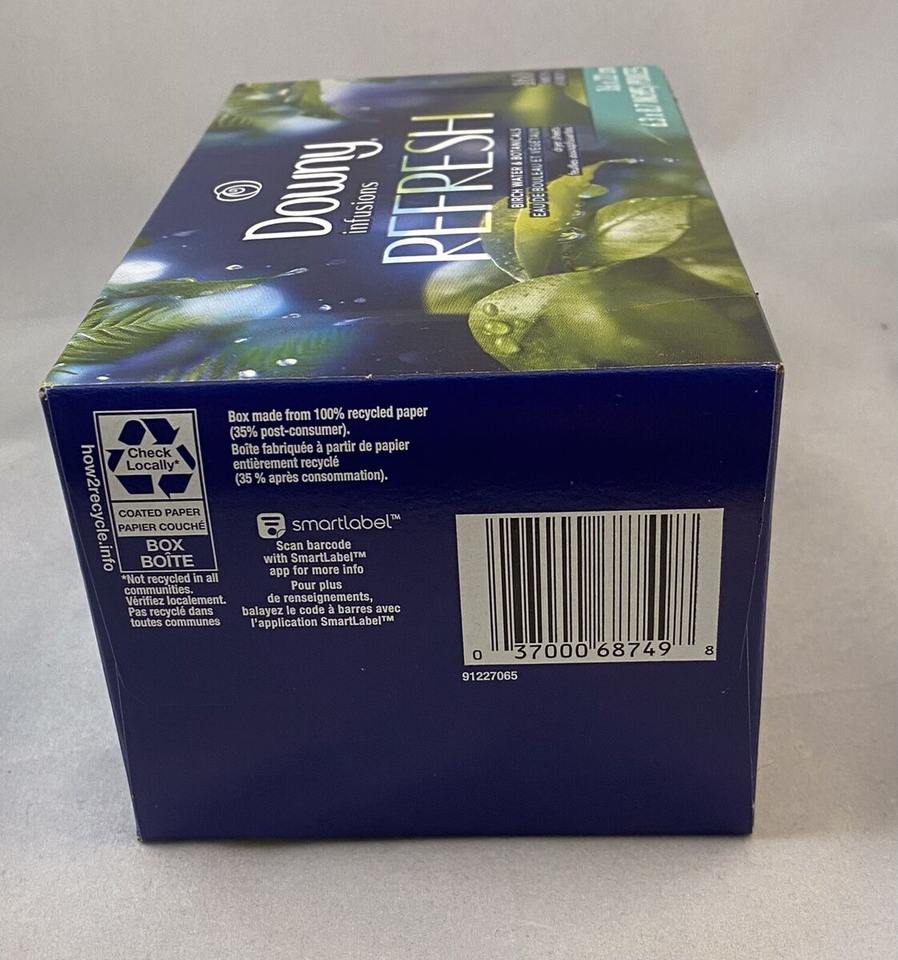 Downy
infusions
REFRESH
BIRCH WATER & BOTANICALS
EAU DE BOULEAU ET VÉGÉTAUX
dryer sheets
feuilles assouplissantes
how2recycle.info
Check
Locally*
COATED PAPER
PAPIER COUCHÉ
BOX
BOÎTE
*Not recycled in all
communities.
Vérifiez localement.
Pas recyclé dans
toutes communes
Box made from 100% recycled paper
(35% post-consumer).
Boîte fabriquée à partir de papier
entièrement recyclé
(35 % après consommation).
smartlabel™
Scan barcode
with SmartLabel™
app for more info
Pour plus
de renseignements,
balayez le code à barres avec
l'application SmartLabel™
0 37000 68749 8
91227065